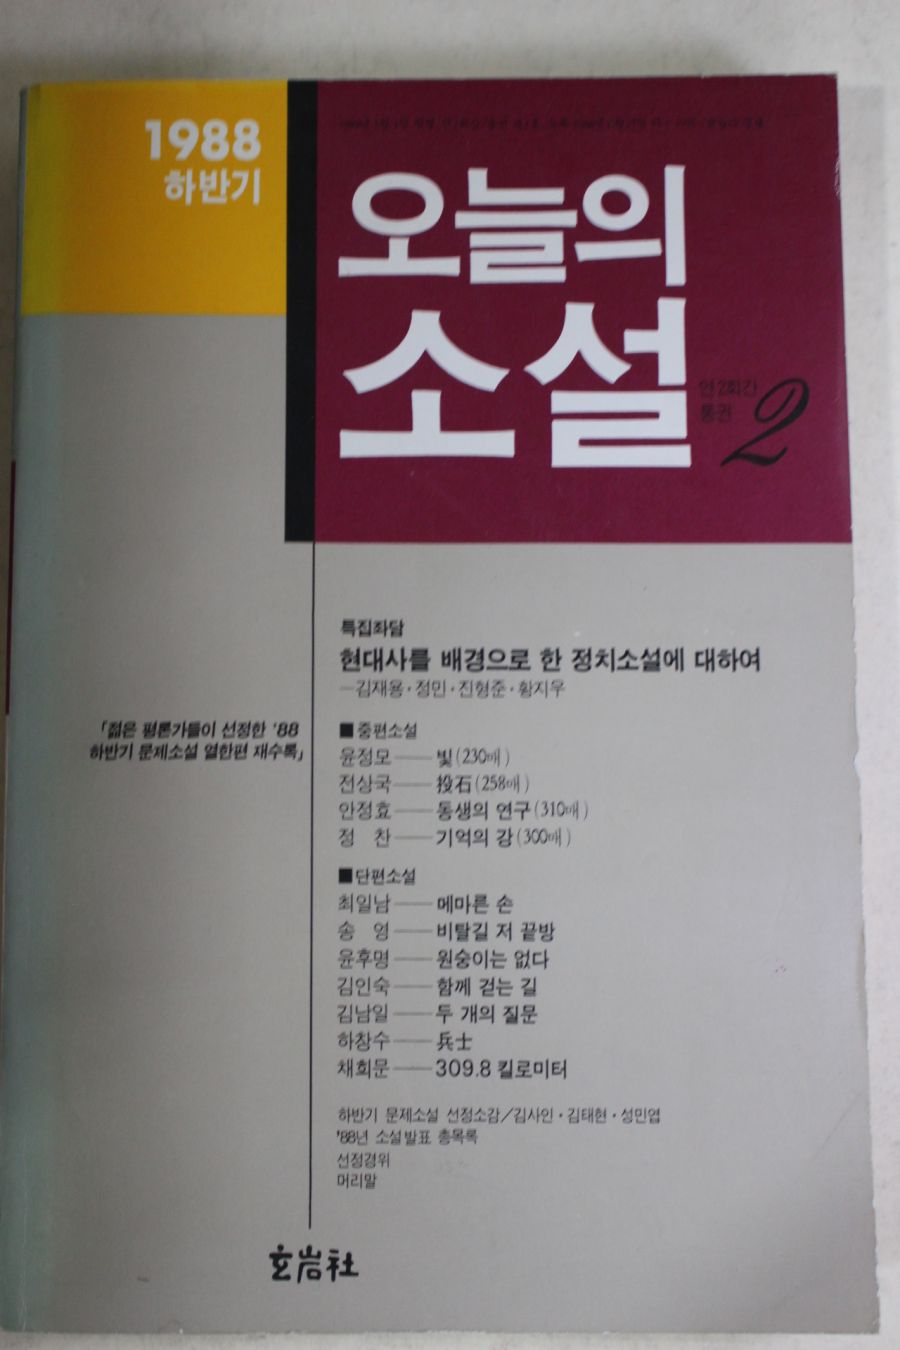 1988
하반기
오늘의
소설
연2회간
통권 2
특집좌담
현대사를 배경으로 한 정치소설에 대하여
—김재용·정민·진형준·황지우
「젊은 평론가들이 선정한 '88
하반기 문제소설 열한편 재수록」
■중편소설
윤정모——빛(230매)
전상국——投石(258매)
안정효——동생의 연구(310매)
정 찬——기억의 강(300매)
■단편소설
최일남——메마른 손
송 영——비탈길 저 끝방
윤후명——원숭이는 없다
김인숙——함께 걷는 길
김남일——두 개의 질문
하창수——兵士
채희문——309.8 킬로미터
하반기 문제소설 선정소감/김사인·김태현·성민엽
'88년 소설발표 총목록
선정경위
머리말
玄岩社